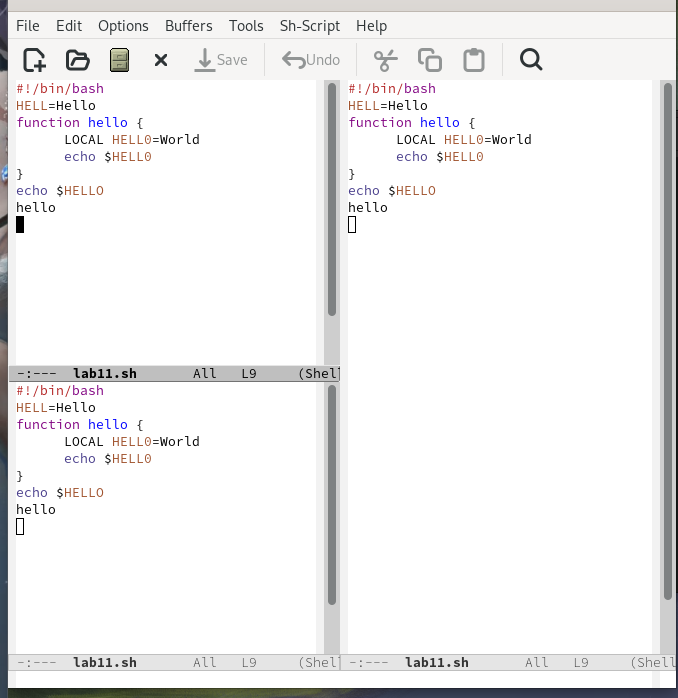 File Edit Options Buffers Tools Sh-Script Help
Save Undo
#!/bin/bash
HELL=Hello
function hello {
LOCAL HELL0=World
echo $HELL0
}
echo $HELLO
hello
-:--- lab11.sh All L9 (Shel
#!/bin/bash
HELL=Hello
function hello {
LOCAL HELL0=World
echo $HELL0
}
echo $HELLO
hello
-:--- lab11.sh All L9 (Shel
#!/bin/bash
HELL=Hello
function hello {
LOCAL HELL0=World
echo $HELL0
}
echo $HELLO
hello
-:--- lab11.sh All L9 (Shel